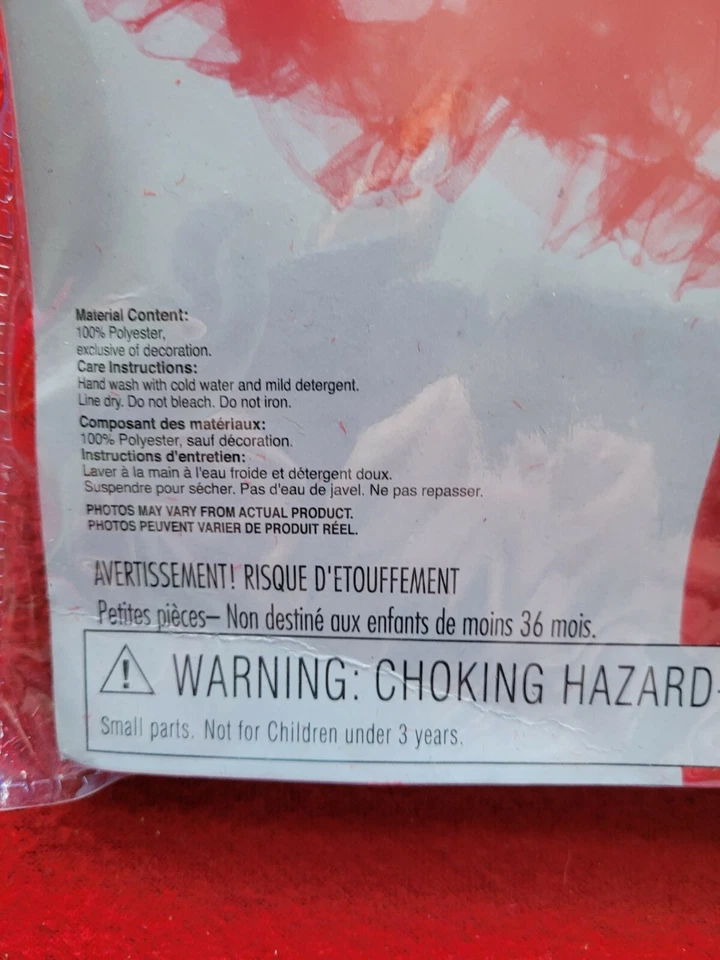 Material Content:
100% Polyester,
exclusive of decoration.
Care Instructions:
Hand wash with cold water and mild detergent.
Line dry. Do not bleach. Do not iron.
Composant des matériaux:
100% Polyester, sauf décoration.
Instructions d'entretien:
Laver à la main à l'eau froide et détergent doux.
Suspendre pour sécher. Pas d'eau de javel. Ne pas repasser.
PHOTOS MAY VARY FROM ACTUAL PRODUCT.
PHOTOS PEUVENT VARIER DE PRODUIT RÉEL.
AVERTISSEMENT! RISQUE D'ETOUFFEMENT
Petites pièces– Non destiné aux enfants de moins 36 mois.
⚠ WARNING: CHOKING HAZARD-
Small parts. Not for Children under 3 years.